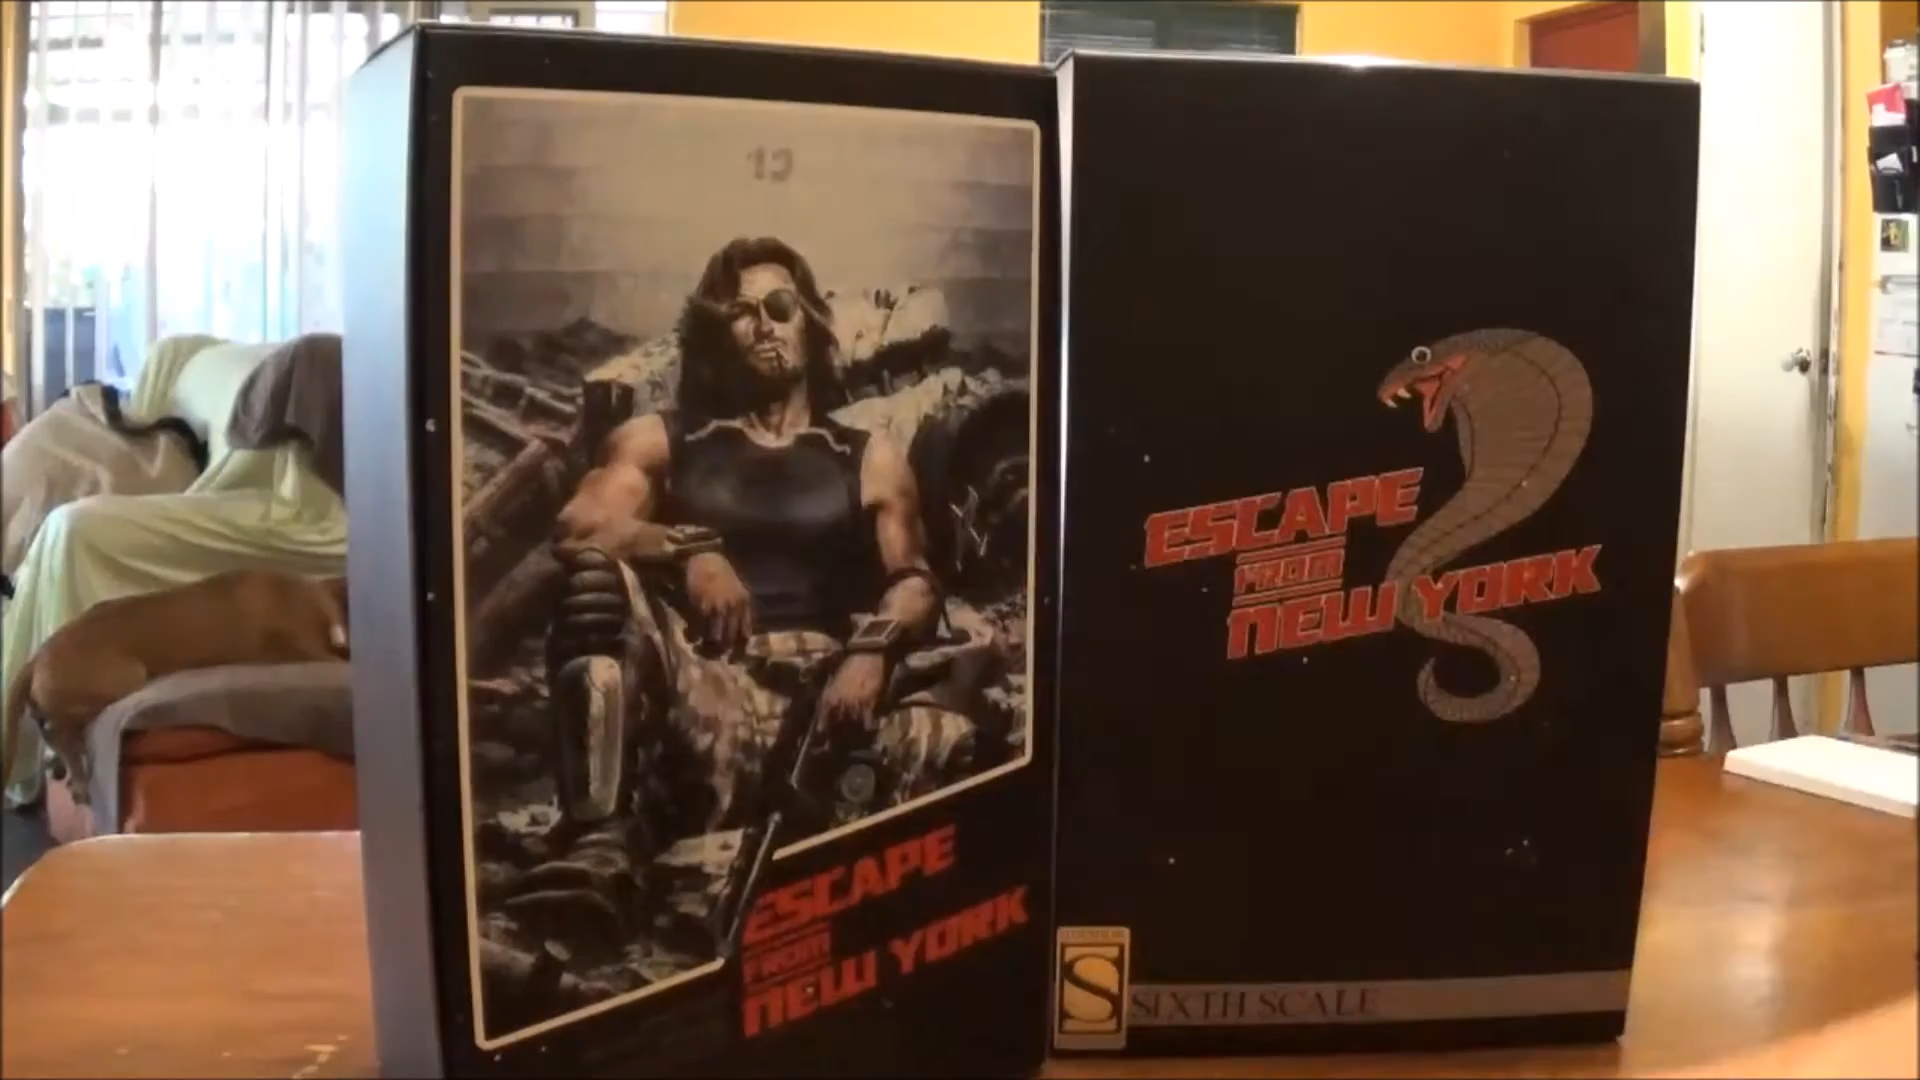 13
ESCAPE
FROM
NEW YORK
ESCAPE
FROM
NEW YORK
SIXTH SCALE